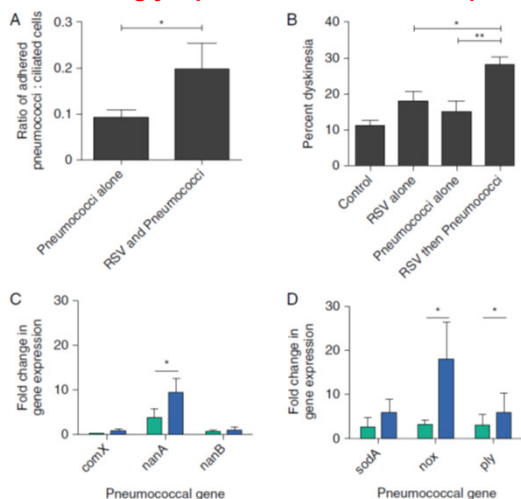 A
Ratio of adhered
pneumococci : ciliated cells
0.3
0.2
0.1
0
*
Pneumococci alone
RSV and Pneumococci
B
Percent dyskinesia
40
30
20
10
0
*
**
Control
RSV alone
Pneumococci alone
RSV then Pneumococci
C
Fold change in
gene expression
30
20
10
0
*
comX
nanA
nanB
Pneumococcal gene
D
Fold change in
gene expression
30
20
10
0
*
*
sodA
nox
ply
Pneumococcal gene